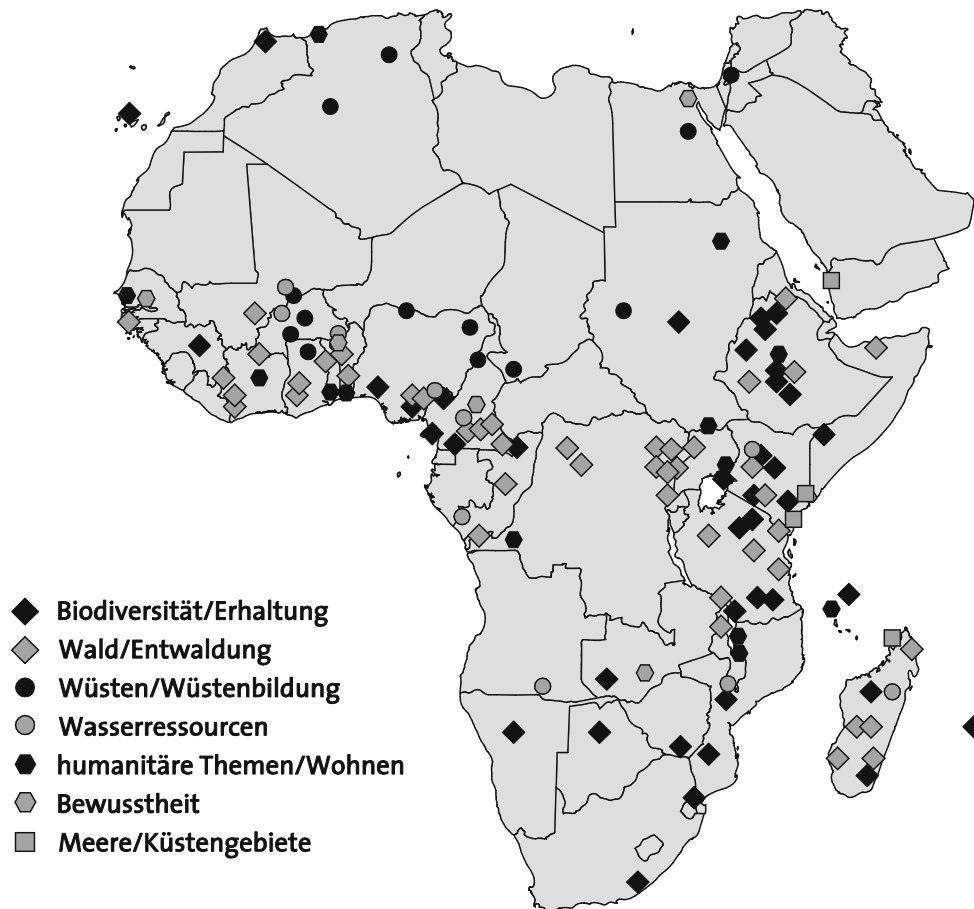 Biodiversität/Erhaltung
Wald/Entwaldung
Wüsten/Wüstenbildung
Wasserressourcen
humanitäre Themen/Wohnen
Bewusstheit
Meere/Küstengebiete